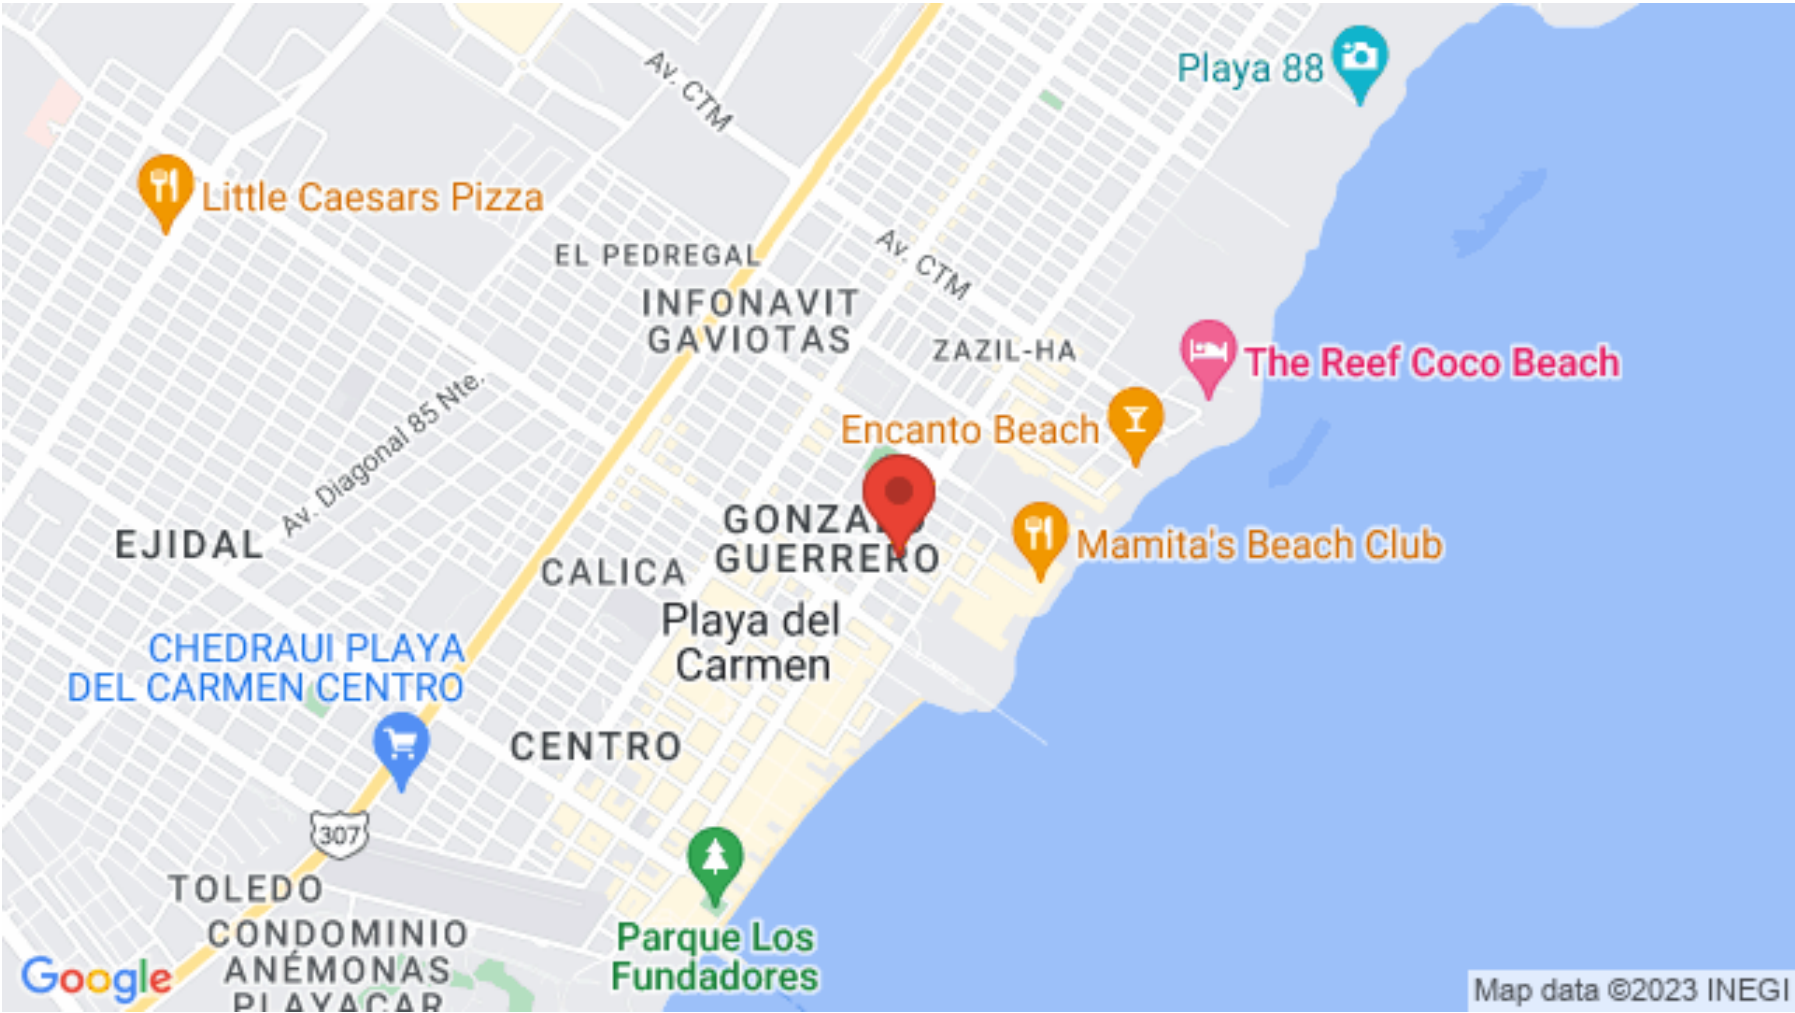 Playa 88
Av. CTM
Little Caesars Pizza
EL PEDREGAL
Av. CTM
INFONAVIT
GAVIOTAS
ZAZIL-HA
The Reef Coco Beach
Av. Diagonal 85 Nte.
Encanto Beach
GONZALO
GUERRERO
EJIDAL
Mamita's Beach Club
CALICA
Playa del
Carmen
CHEDRAUI PLAYA
DEL CARMEN CENTRO
CENTRO
307
TOLEDO
CONDOMINIO
ANÉMONAS
PLAYACAR
Parque Los
Fundadores
Google
Map data ©2023 INEGI